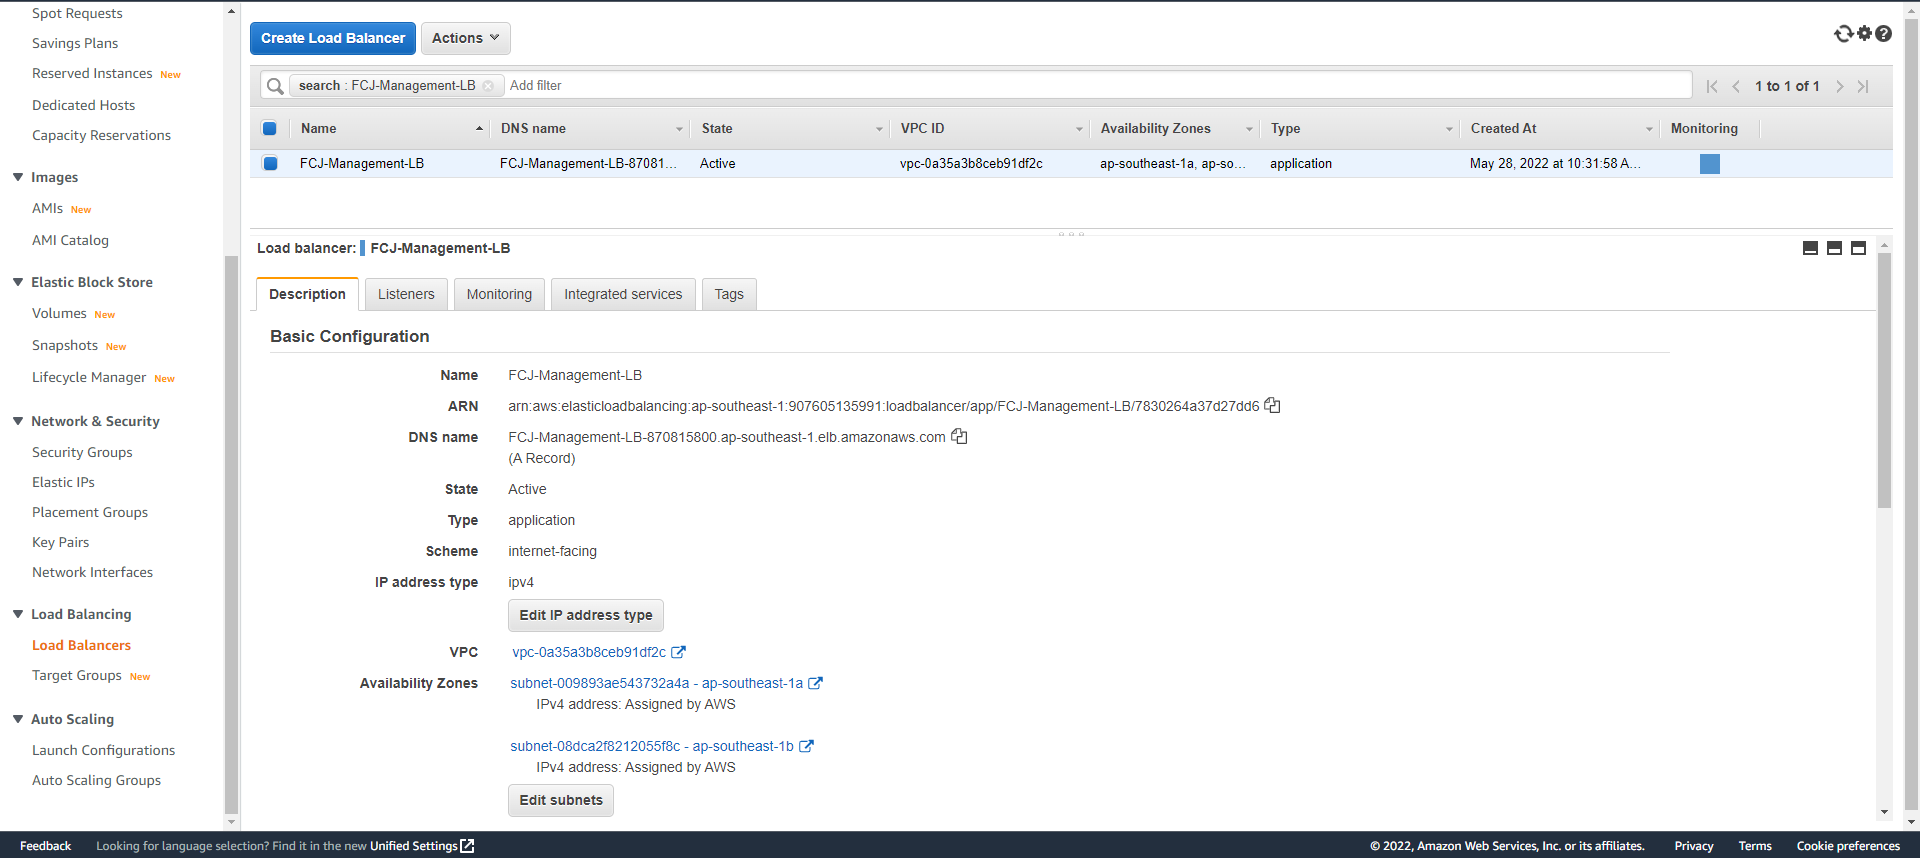 Spot Requests
Savings Plans
Reserved Instances New
Dedicated Hosts
Capacity Reservations
Images
AMIs New
AMI Catalog
Elastic Block Store
Volumes New
Snapshots New
Lifecycle Manager New
Network & Security
Security Groups
Elastic IPs
Placement Groups
Key Pairs
Network Interfaces
Load Balancing
Load Balancers
Target Groups New
Auto Scaling
Launch Configurations
Auto Scaling Groups
Create Load Balancer Actions
search : FCJ-Management-LB Add filter 1 to 1 of 1
Name DNS name State VPC ID Availability Zones Type Created At Monitoring
FCJ-Management-LB FCJ-Management-LB-87081... Active vpc-0a35a3b8ceb91df2c ap-southeast-1a, ap-so... application May 28, 2022 at 10:31:58 A...
Load balancer: FCJ-Management-LB
Description Listeners Monitoring Integrated services Tags
Basic Configuration
Name FCJ-Management-LB
ARN arn:aws:elasticloadbalancing:ap-southeast-1:907605135991:loadbalancer/app/FCJ-Management-LB/7830264a37d27dd6
DNS name FCJ-Management-LB-870815800.ap-southeast-1.elb.amazonaws.com
(A Record)
State Active
Type application
Scheme internet-facing
IP address type ipv4
Edit IP address type
VPC vpc-0a35a3b8ceb91df2c
Availability Zones subnet-009893ae543732a4a - ap-southeast-1a
IPv4 address: Assigned by AWS
subnet-08dca2f8212055f8c - ap-southeast-1b
IPv4 address: Assigned by AWS
Edit subnets
Feedback Looking for language selection? Find it in the new Unified Settings © 2022, Amazon Web Services, Inc. or its affiliates. Privacy Terms Cookie preferences